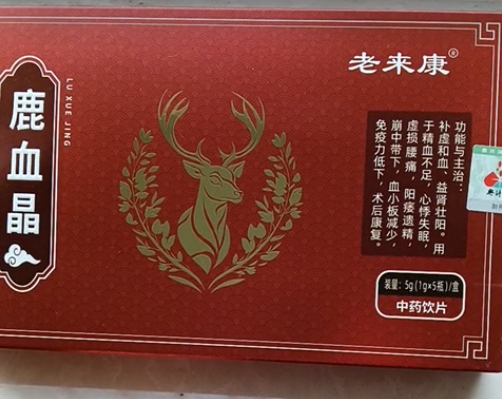 鹿血晶
LU XUE JING
老来康®
功能与主治：
补虚和血、益肾壮阳。用
于精血不足，心悸失眠，
虚损腰痛，阳痿遗精，
崩中带下，血小板减少，
免疫力低下，术后康复。
装量：5g(1g×5瓶)/盒
中药饮片